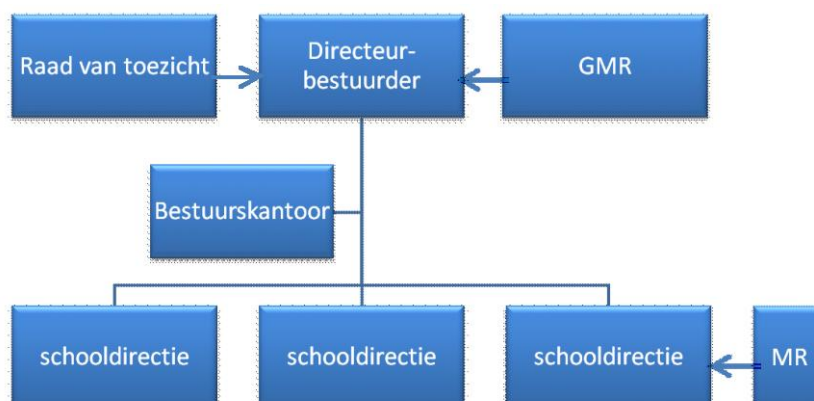 Raad van toezicht
Directeur-
bestuurder
GMR
Bestuurskantoor
schooldirectie
schooldirectie
schooldirectie
MR